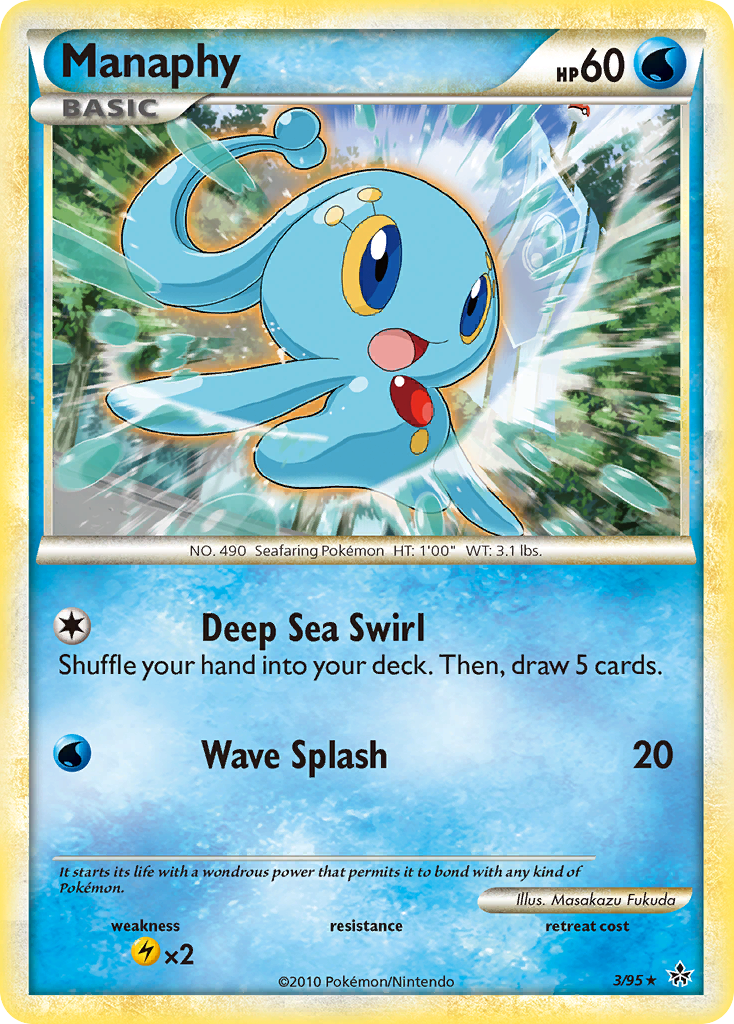 Manaphy
HP60
BASIC
NO. 490 Seafaring Pokémon HT: 1'00" WT: 3.1 lbs.
Deep Sea Swirl
Shuffle your hand into your deck. Then, draw 5 cards.
Wave Splash 20
It starts its life with a wondrous power that permits it to bond with any kind of
Pokémon.
Illus. Masakazu Fukuda
weakness resistance retreat cost
×2
©2010 Pokémon/Nintendo 3/95 ★